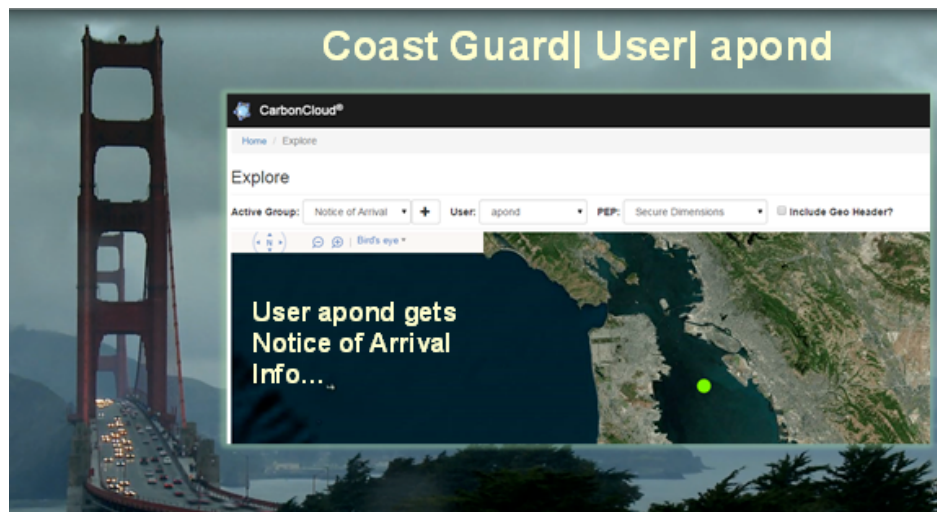 Coast Guard| User| apond
CarbonCloud®
Home / Explore
Explore
Active Group: Notice of Arrival + User: apond PEP: Secure Dimensions Include Geo Header?
N Bird's eye
User apond gets
Notice of Arrival
Info...